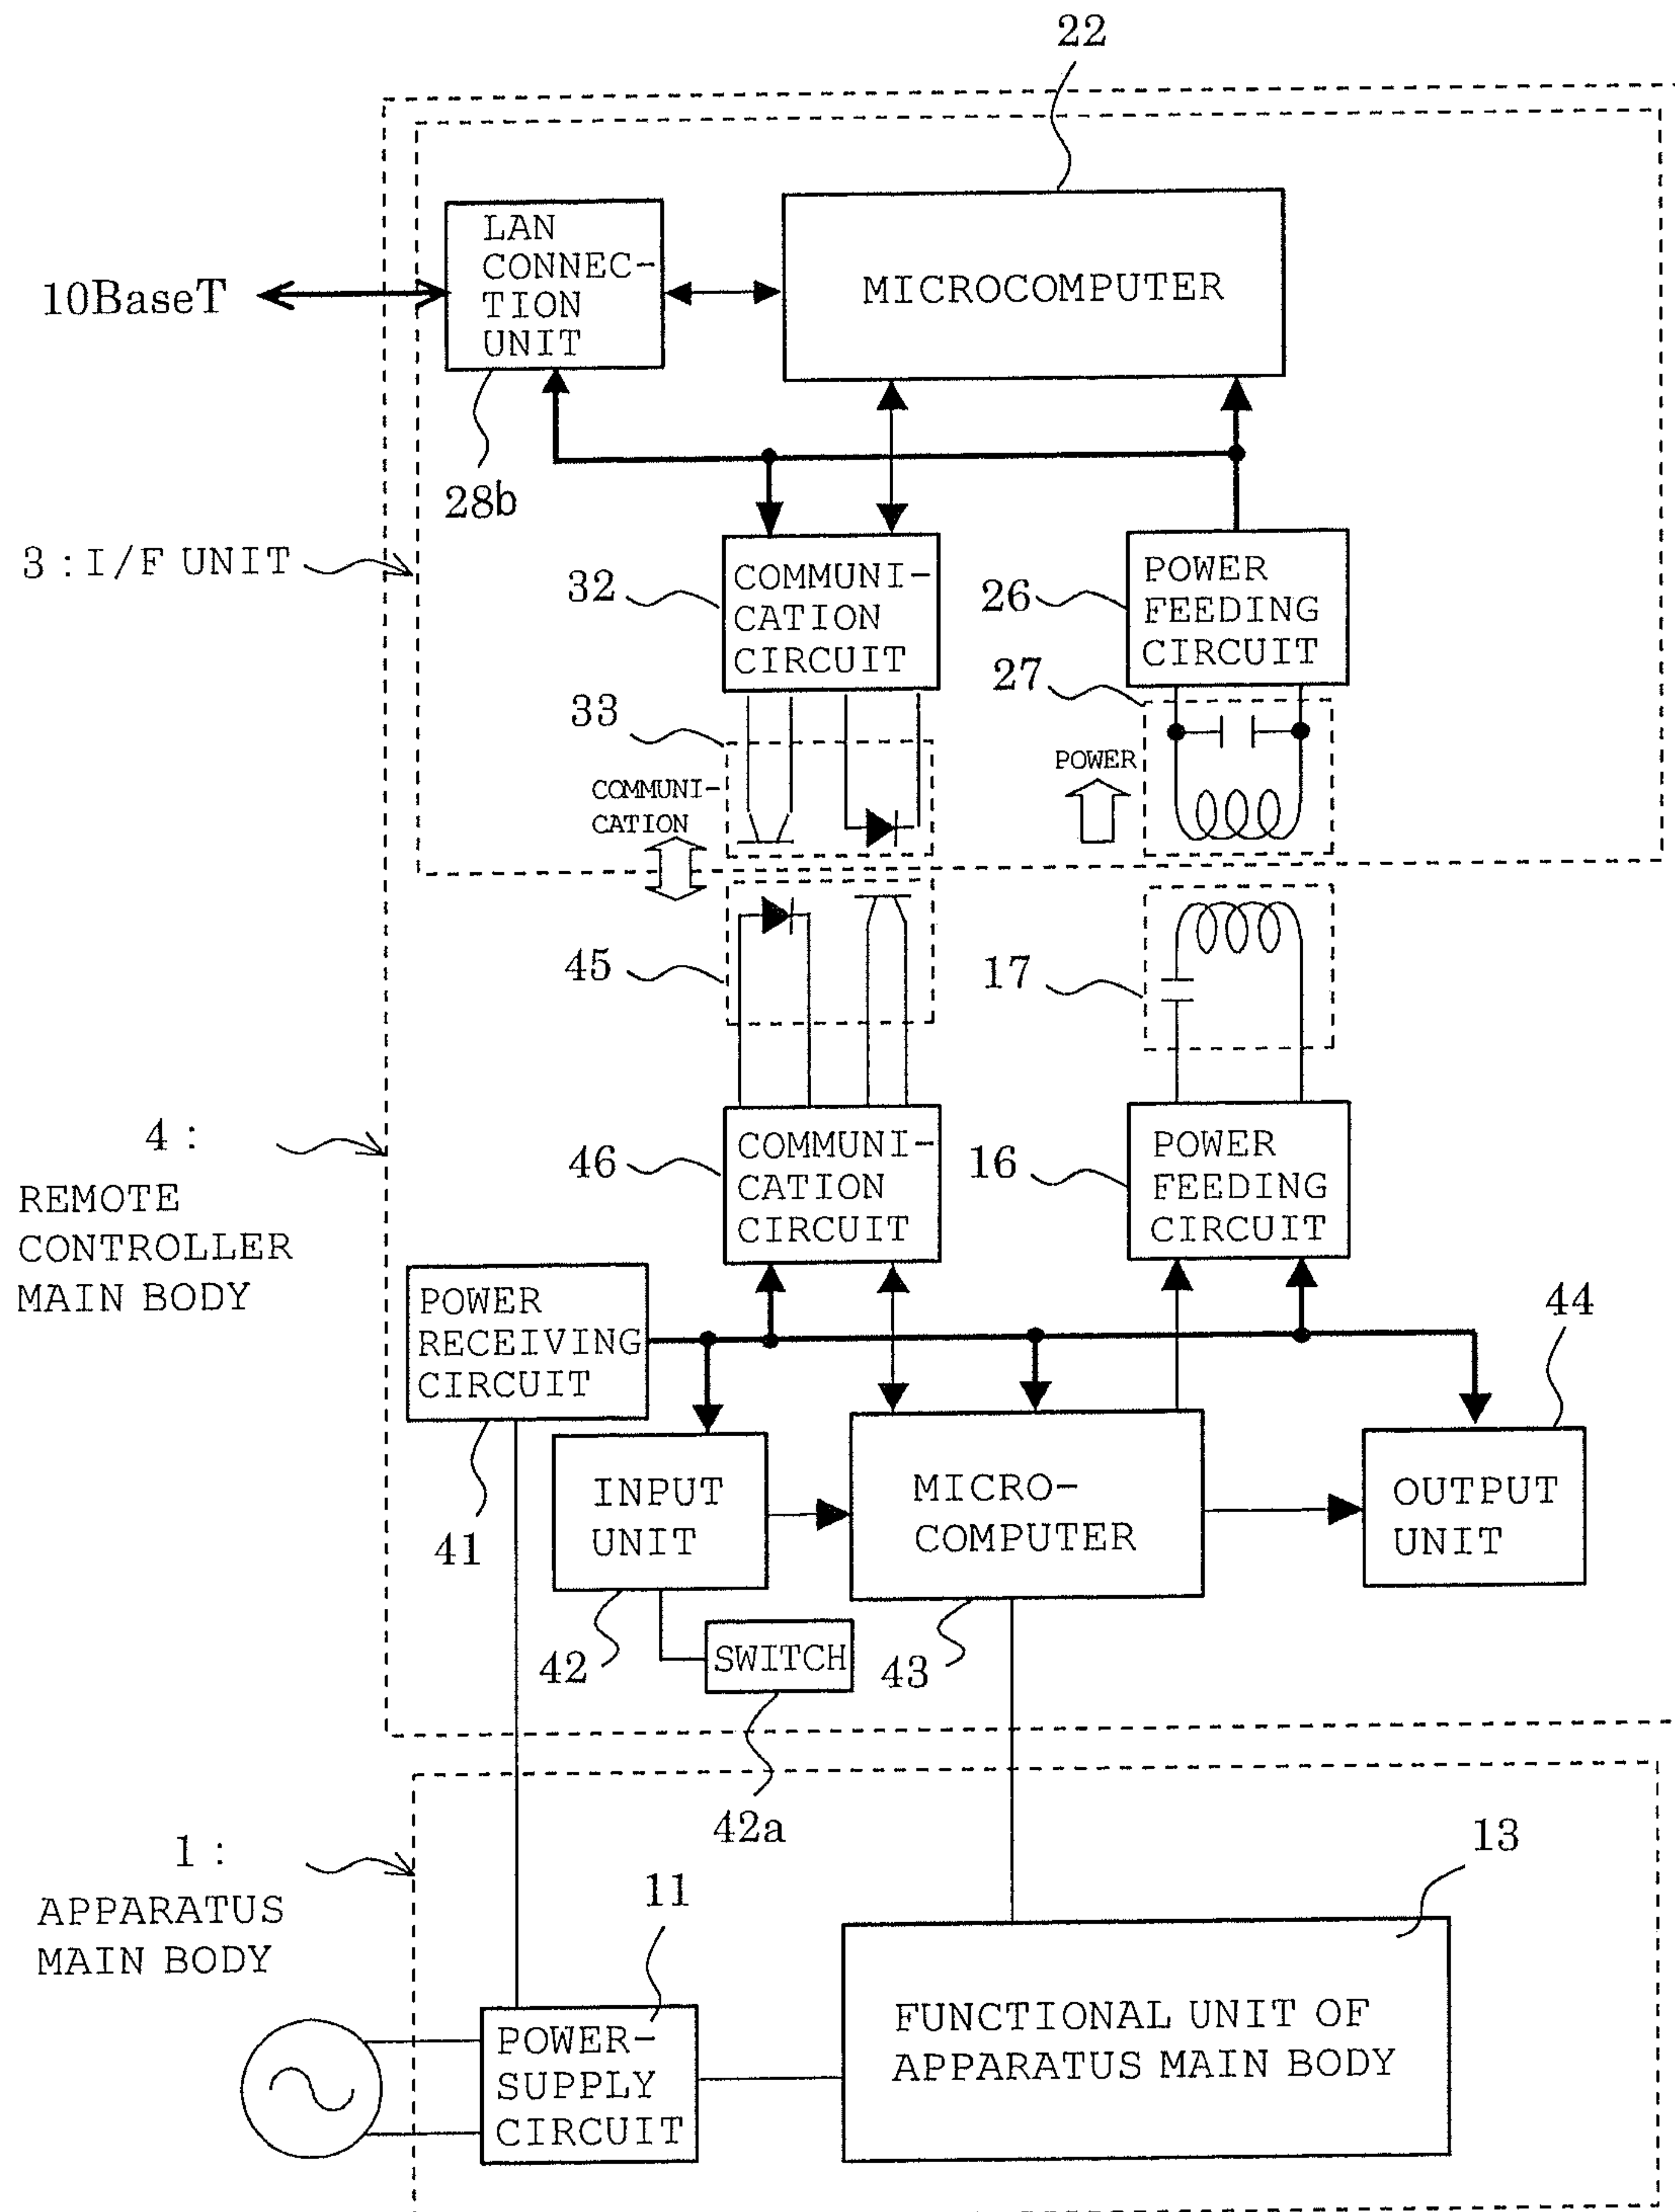 22
LAN
CONNEC-
TION
UNIT
MICROCOMPUTER
10BaseT
28b
3 : I/F UNIT
32
COMMUNI-
CATION
CIRCUIT
26
POWER
FEEDING
CIRCUIT
33
27
COMMUNI-
CATION
POWER
45
17
4 :
REMOTE
CONTROLLER
MAIN BODY
46
COMMUNI-
CATION
CIRCUIT
16
POWER
FEEDING
CIRCUIT
POWER
RECEIVING
CIRCUIT
44
41
INPUT
UNIT
MICRO-
COMPUTER
OUTPUT
UNIT
42
SWITCH
43
42a
1 :
APPARATUS
MAIN BODY
11
13
POWER-
SUPPLY
CIRCUIT
FUNCTIONAL UNIT OF
APPARATUS MAIN BODY